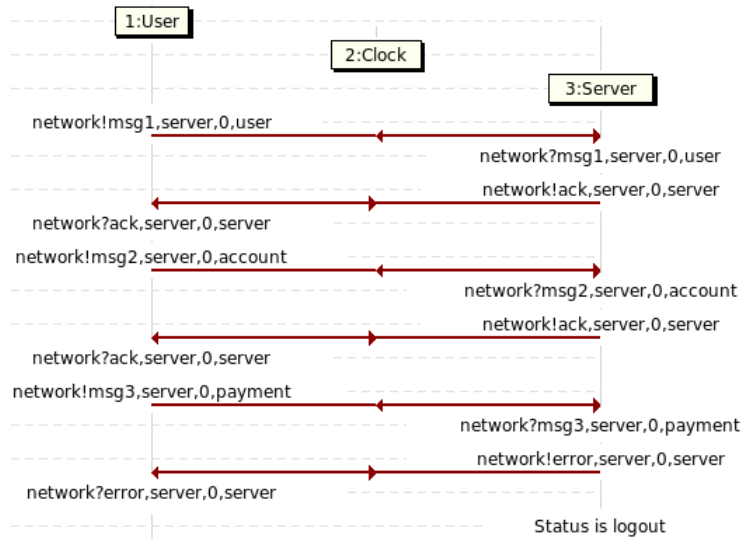 1:User
2:Clock
3:Server
network!msg1,server,0,user
network?msg1,server,0,user
network!ack,server,0,server
network?ack,server,0,server
network!msg2,server,0,account
network?msg2,server,0,account
network!ack,server,0,server
network?ack,server,0,server
network!msg3,server,0,payment
network?msg3,server,0,payment
network!error,server,0,server
network?error,server,0,server
Status is logout